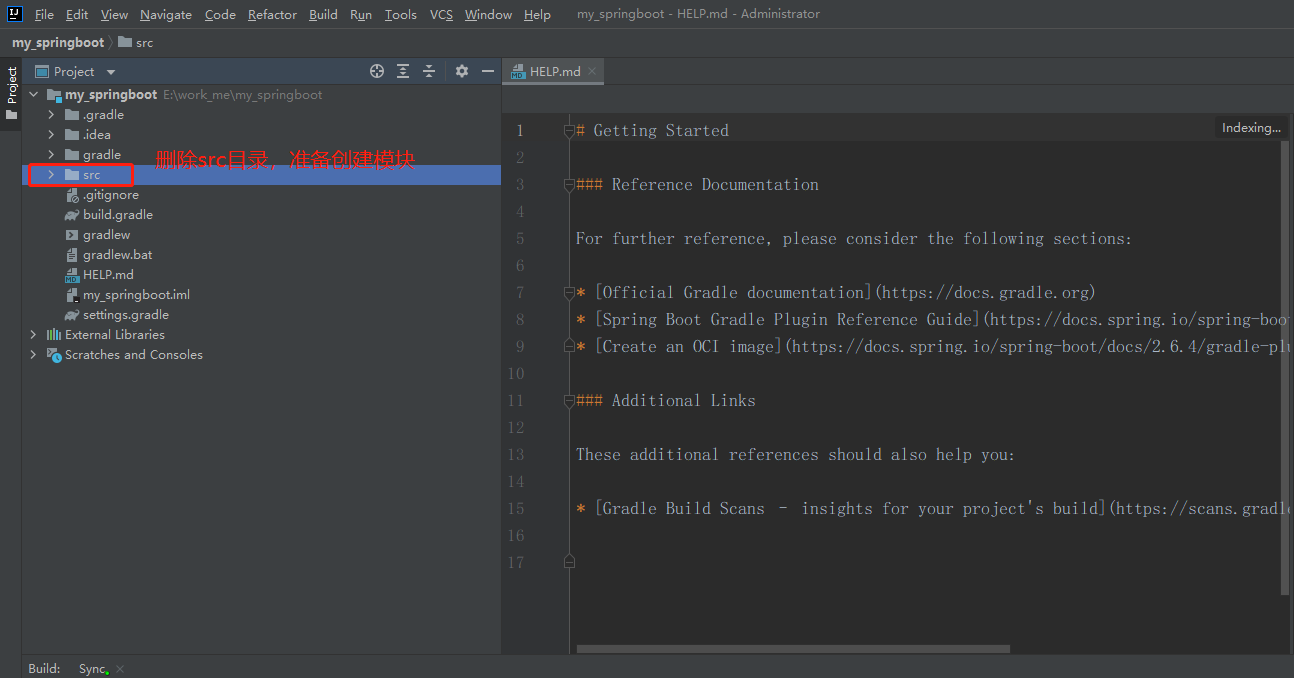 File Edit View Navigate Code Refactor Build Run Tools VCS Window Help my_springboot - HELP.md - Administrator
my_springboot src
Project
Project
HELP.md
my_springboot E:\work_me\my_springboot
.gradle
.idea
gradle
src
删除src目录，准备创建模块
.gitignore
build.gradle
gradlew
gradlew.bat
HELP.md
my_springboot.iml
settings.gradle
External Libraries
Scratches and Consoles
Indexing...
1 # Getting Started
2
3 ### Reference Documentation
4
5 For further reference, please consider the following sections:
6
7 * [Official Gradle documentation](https://docs.gradle.org)
8 * [Spring Boot Gradle Plugin Reference Guide](https://docs.spring.io/spring-boo
9 * [Create an OCI image](https://docs.spring.io/spring-boot/docs/2.6.4/gradle-plu
10
11 ### Additional Links
12
13 These additional references should also help you:
14
15 * [Gradle Build Scans – insights for your project's build](https://scans.gradle
16
17
Build: Sync